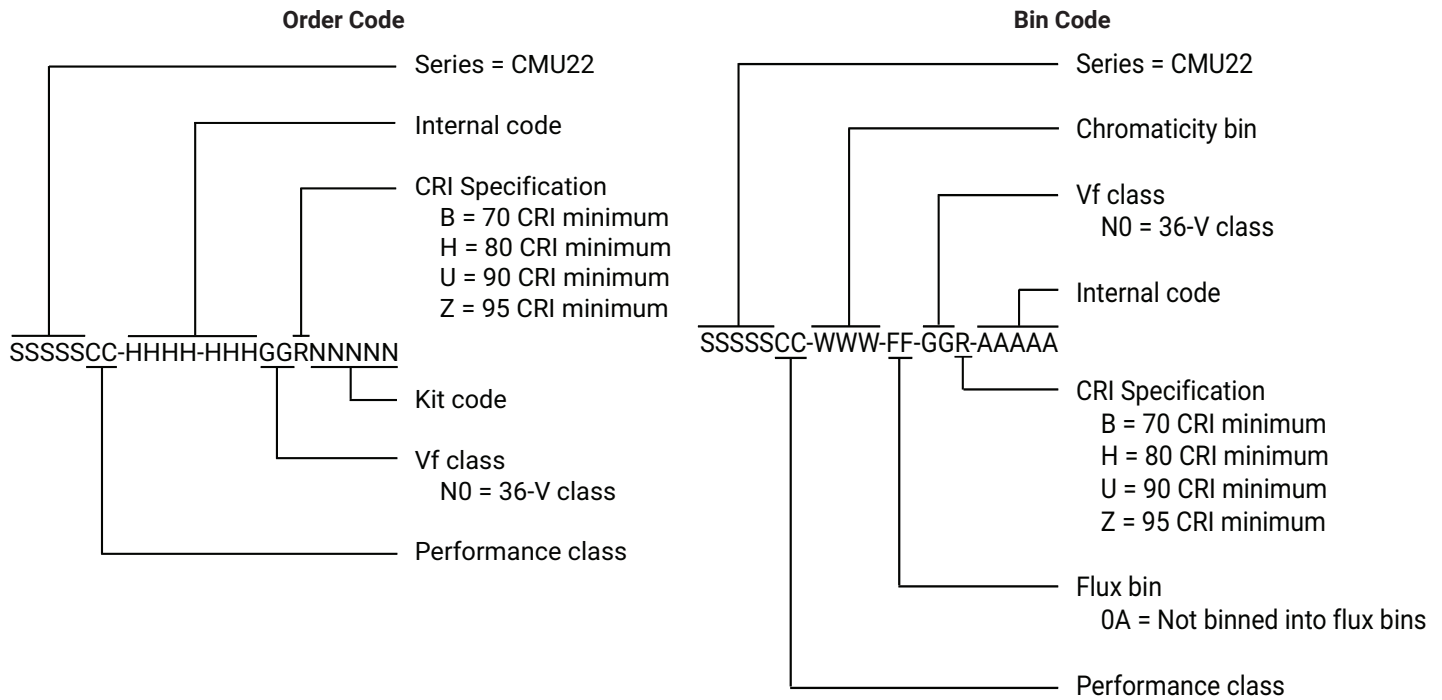 Order Code
Series = CMU22
Internal code
CRI Specification
B = 70 CRI minimum
H = 80 CRI minimum
U = 90 CRI minimum
Z = 95 CRI minimum
SSSSSCC-HHHH-HHHGGRNNNNN
Kit code
Vf class
N0 = 36-V class
Performance class
Bin Code
Series = CMU22
Chromaticity bin
Vf class
N0 = 36-V class
Internal code
SSSSSCC-WWW-FF-GGR-AAAAA
CRI Specification
B = 70 CRI minimum
H = 80 CRI minimum
U = 90 CRI minimum
Z = 95 CRI minimum
Flux bin
0A = Not binned into flux bins
Performance class